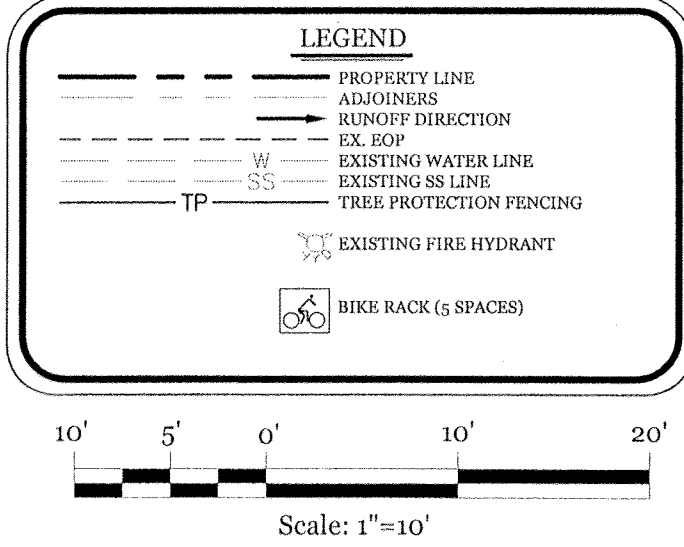 LEGEND
PROPERTY LINE
ADJOINERS
RUNOFF DIRECTION
EX. EOP
W EXISTING WATER LINE
SS EXISTING SS LINE
TP TREE PROTECTION FENCING
EXISTING FIRE HYDRANT
BIKE RACK (5 SPACES)
10' 5' 0' 10' 20'
Scale: 1"=10'